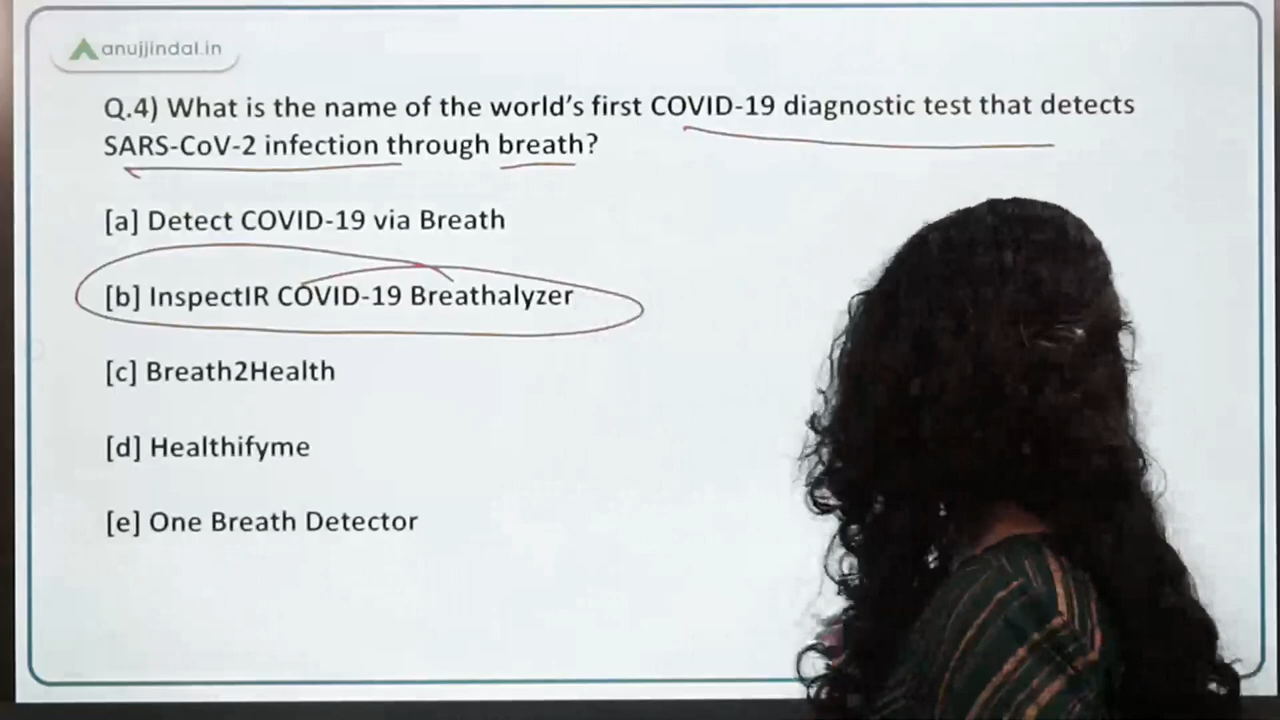 anujjindal.in
Q.4) What is the name of the world's first COVID-19 diagnostic test that detects
SARS-CoV-2 infection through breath?
[a] Detect COVID-19 via Breath
[b] InspectIR COVID-19 Breathalyzer
[c] Breath2Health
[d] Healthifyme
[e] One Breath Detector